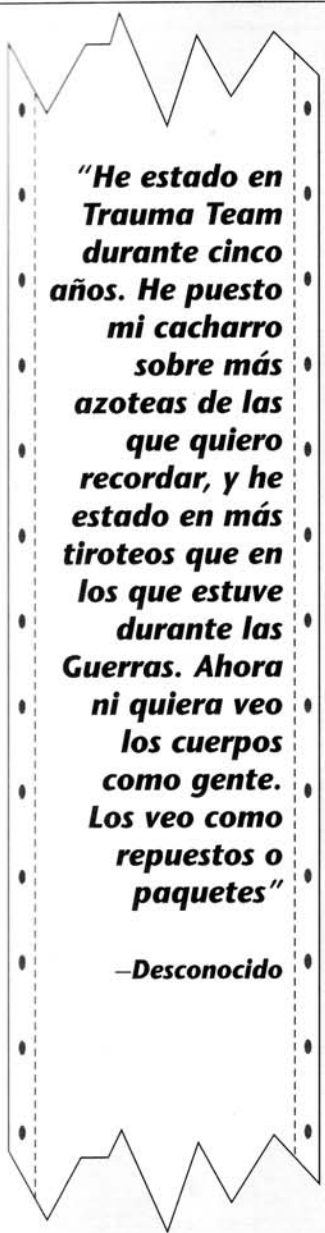 "He estado en
Trauma Team
durante cinco
años. He puesto
mi cacharro
sobre más
azoteas de las
que quiero
recordar, y he
estado en más
tiroteos que en
los que estuve
durante las
Guerras. Ahora
ni quiera veo
los cuerpos
como gente.
Los veo como
repuestos o
paquetes"
–Desconocido